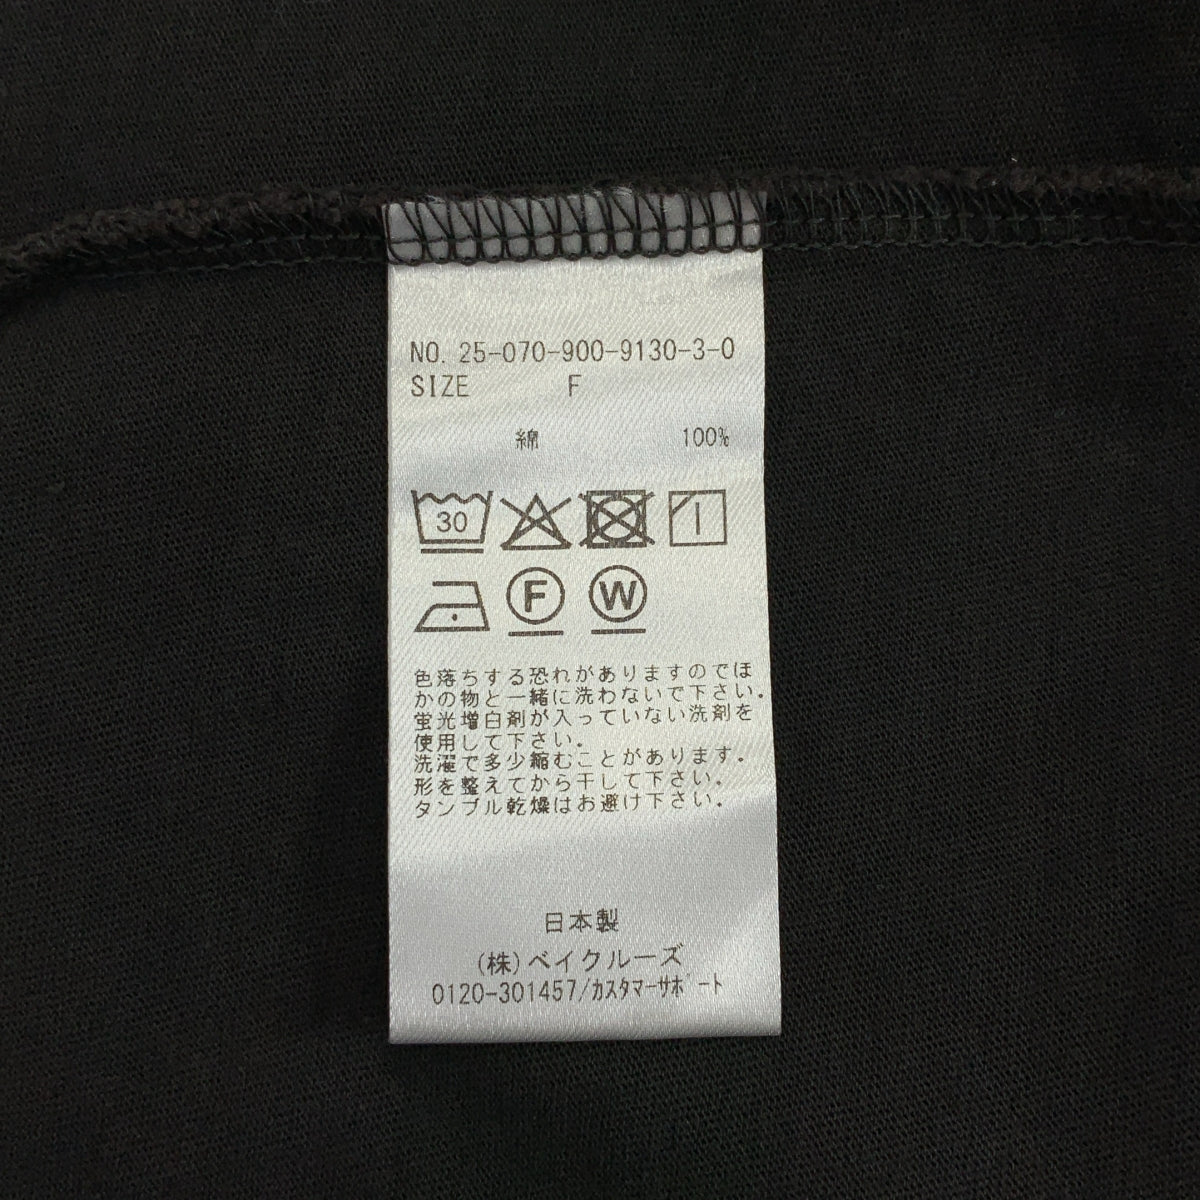 NO. 25-070-900-9130-3-0
SIZE F
綿 100%
30
F W
色落ちする恐れがありますのでほ
かの物と一緒に洗わないで下さい.
蛍光増白剤が入っていない洗剤を
使用して下さい.
洗濯で多少縮むことがあります.
形を整えてから干して下さい.
タンブル乾燥はお避け下さい.
日本製
(株)ベイクルーズ
0120-301457/ｶｽﾀﾏｰｻﾎﾟｰﾄ